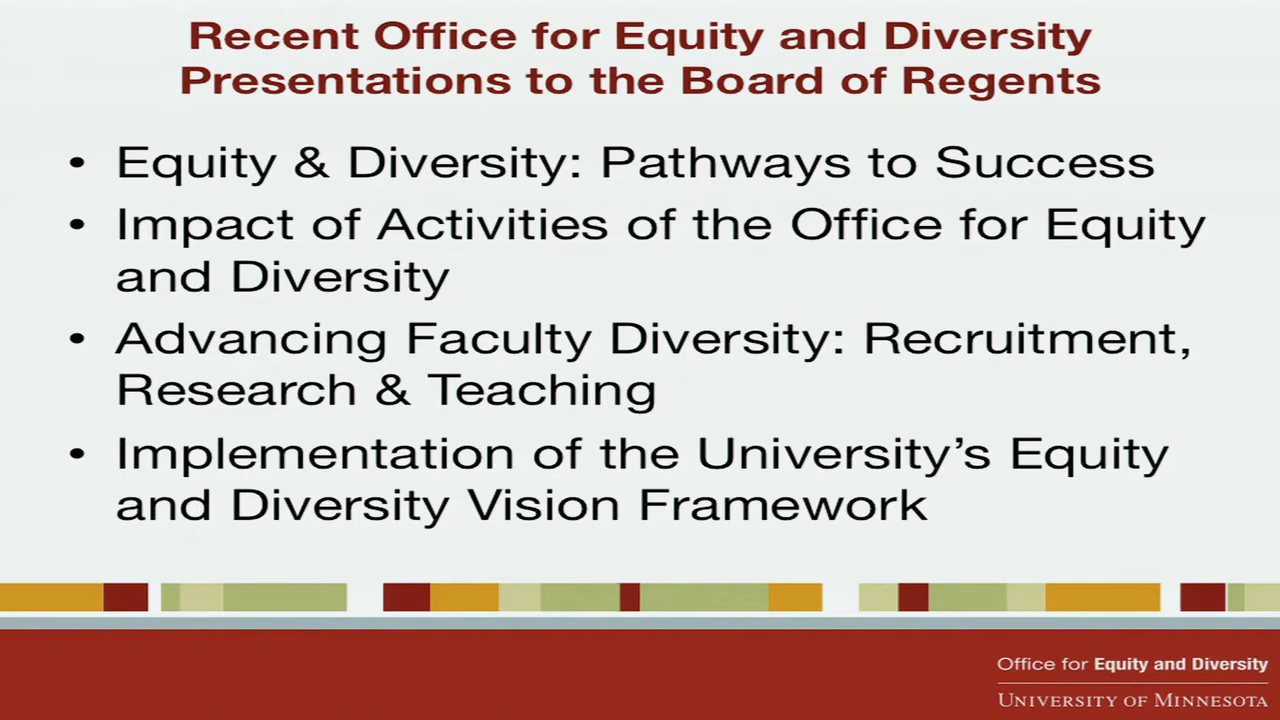 Recent Office for Equity and Diversity
Presentations to the Board of Regents
• Equity & Diversity: Pathways to Success
• Impact of Activities of the Office for Equity
and Diversity
• Advancing Faculty Diversity: Recruitment,
Research & Teaching
• Implementation of the University’s Equity
and Diversity Vision Framework
Office for Equity and Diversity
UNIVERSITY OF MINNESOTA